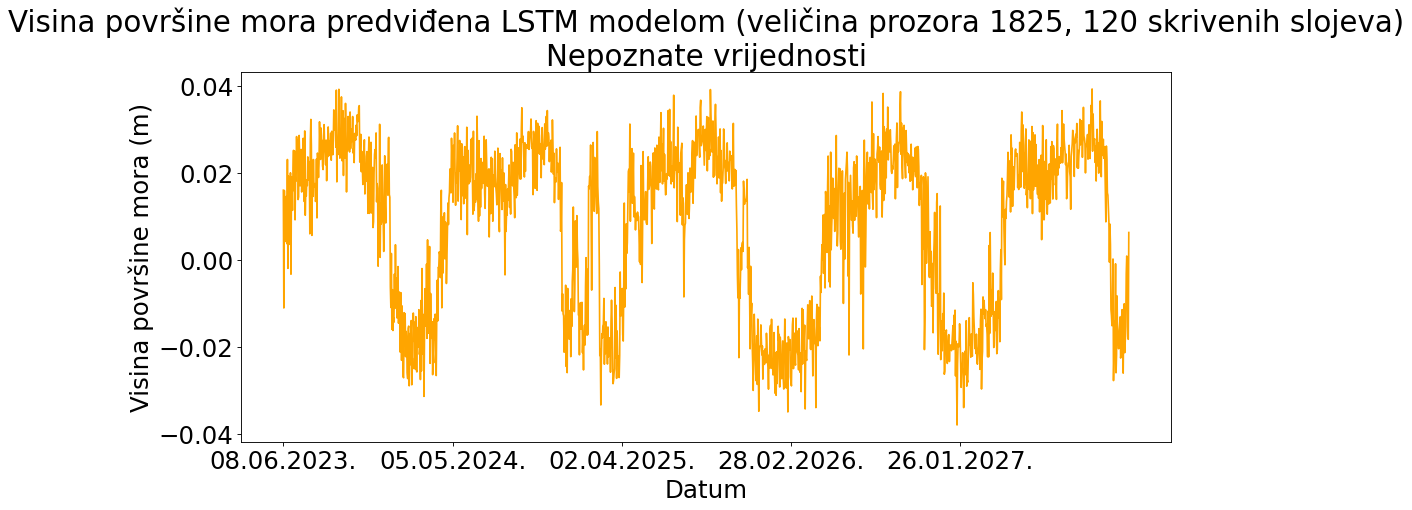 Visina površine mora predviđena LSTM modelom (veličina prozora 1825, 120 skrivenih slojeva)
Nepoznate vrijednosti
Visina površine mora (m)
0.04
0.02
0.00
−0.02
−0.04
08.06.2023. 05.05.2024. 02.04.2025. 28.02.2026. 26.01.2027.
Datum